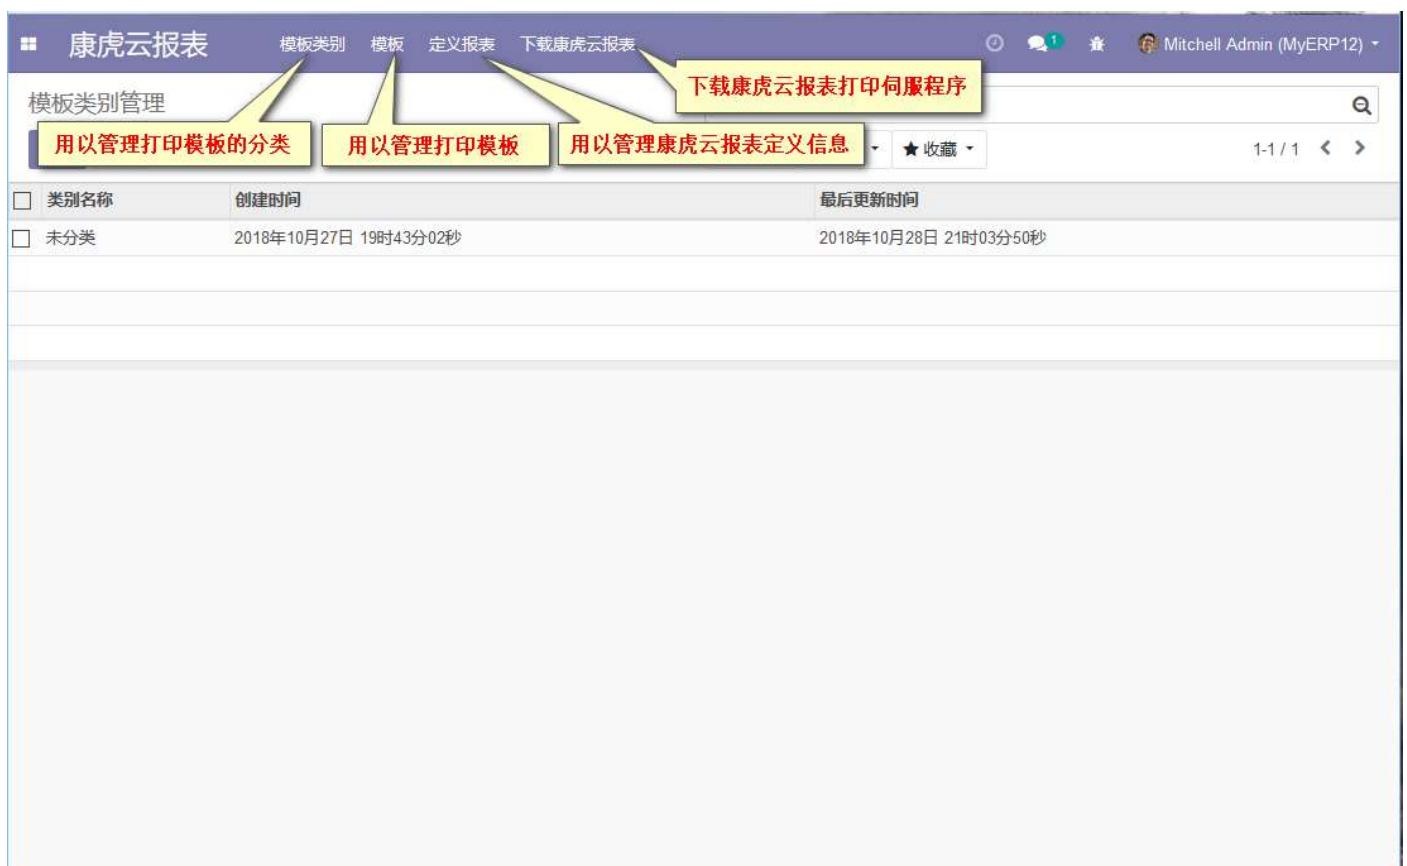 康虎云报表 模板类别 模板 定义报表 下载康虎云报表 1 Mitchell Admin (MyERP12)
下载康虎云报表打印伺服程序
模板类别管理
用以管理打印模板的分类 用以管理打印模板 用以管理康虎云报表定义信息 ★收藏 1-1 / 1
类别名称 创建时间 最后更新时间
未分类 2018年10月27日 19时43分02秒 2018年10月28日 21时03分50秒